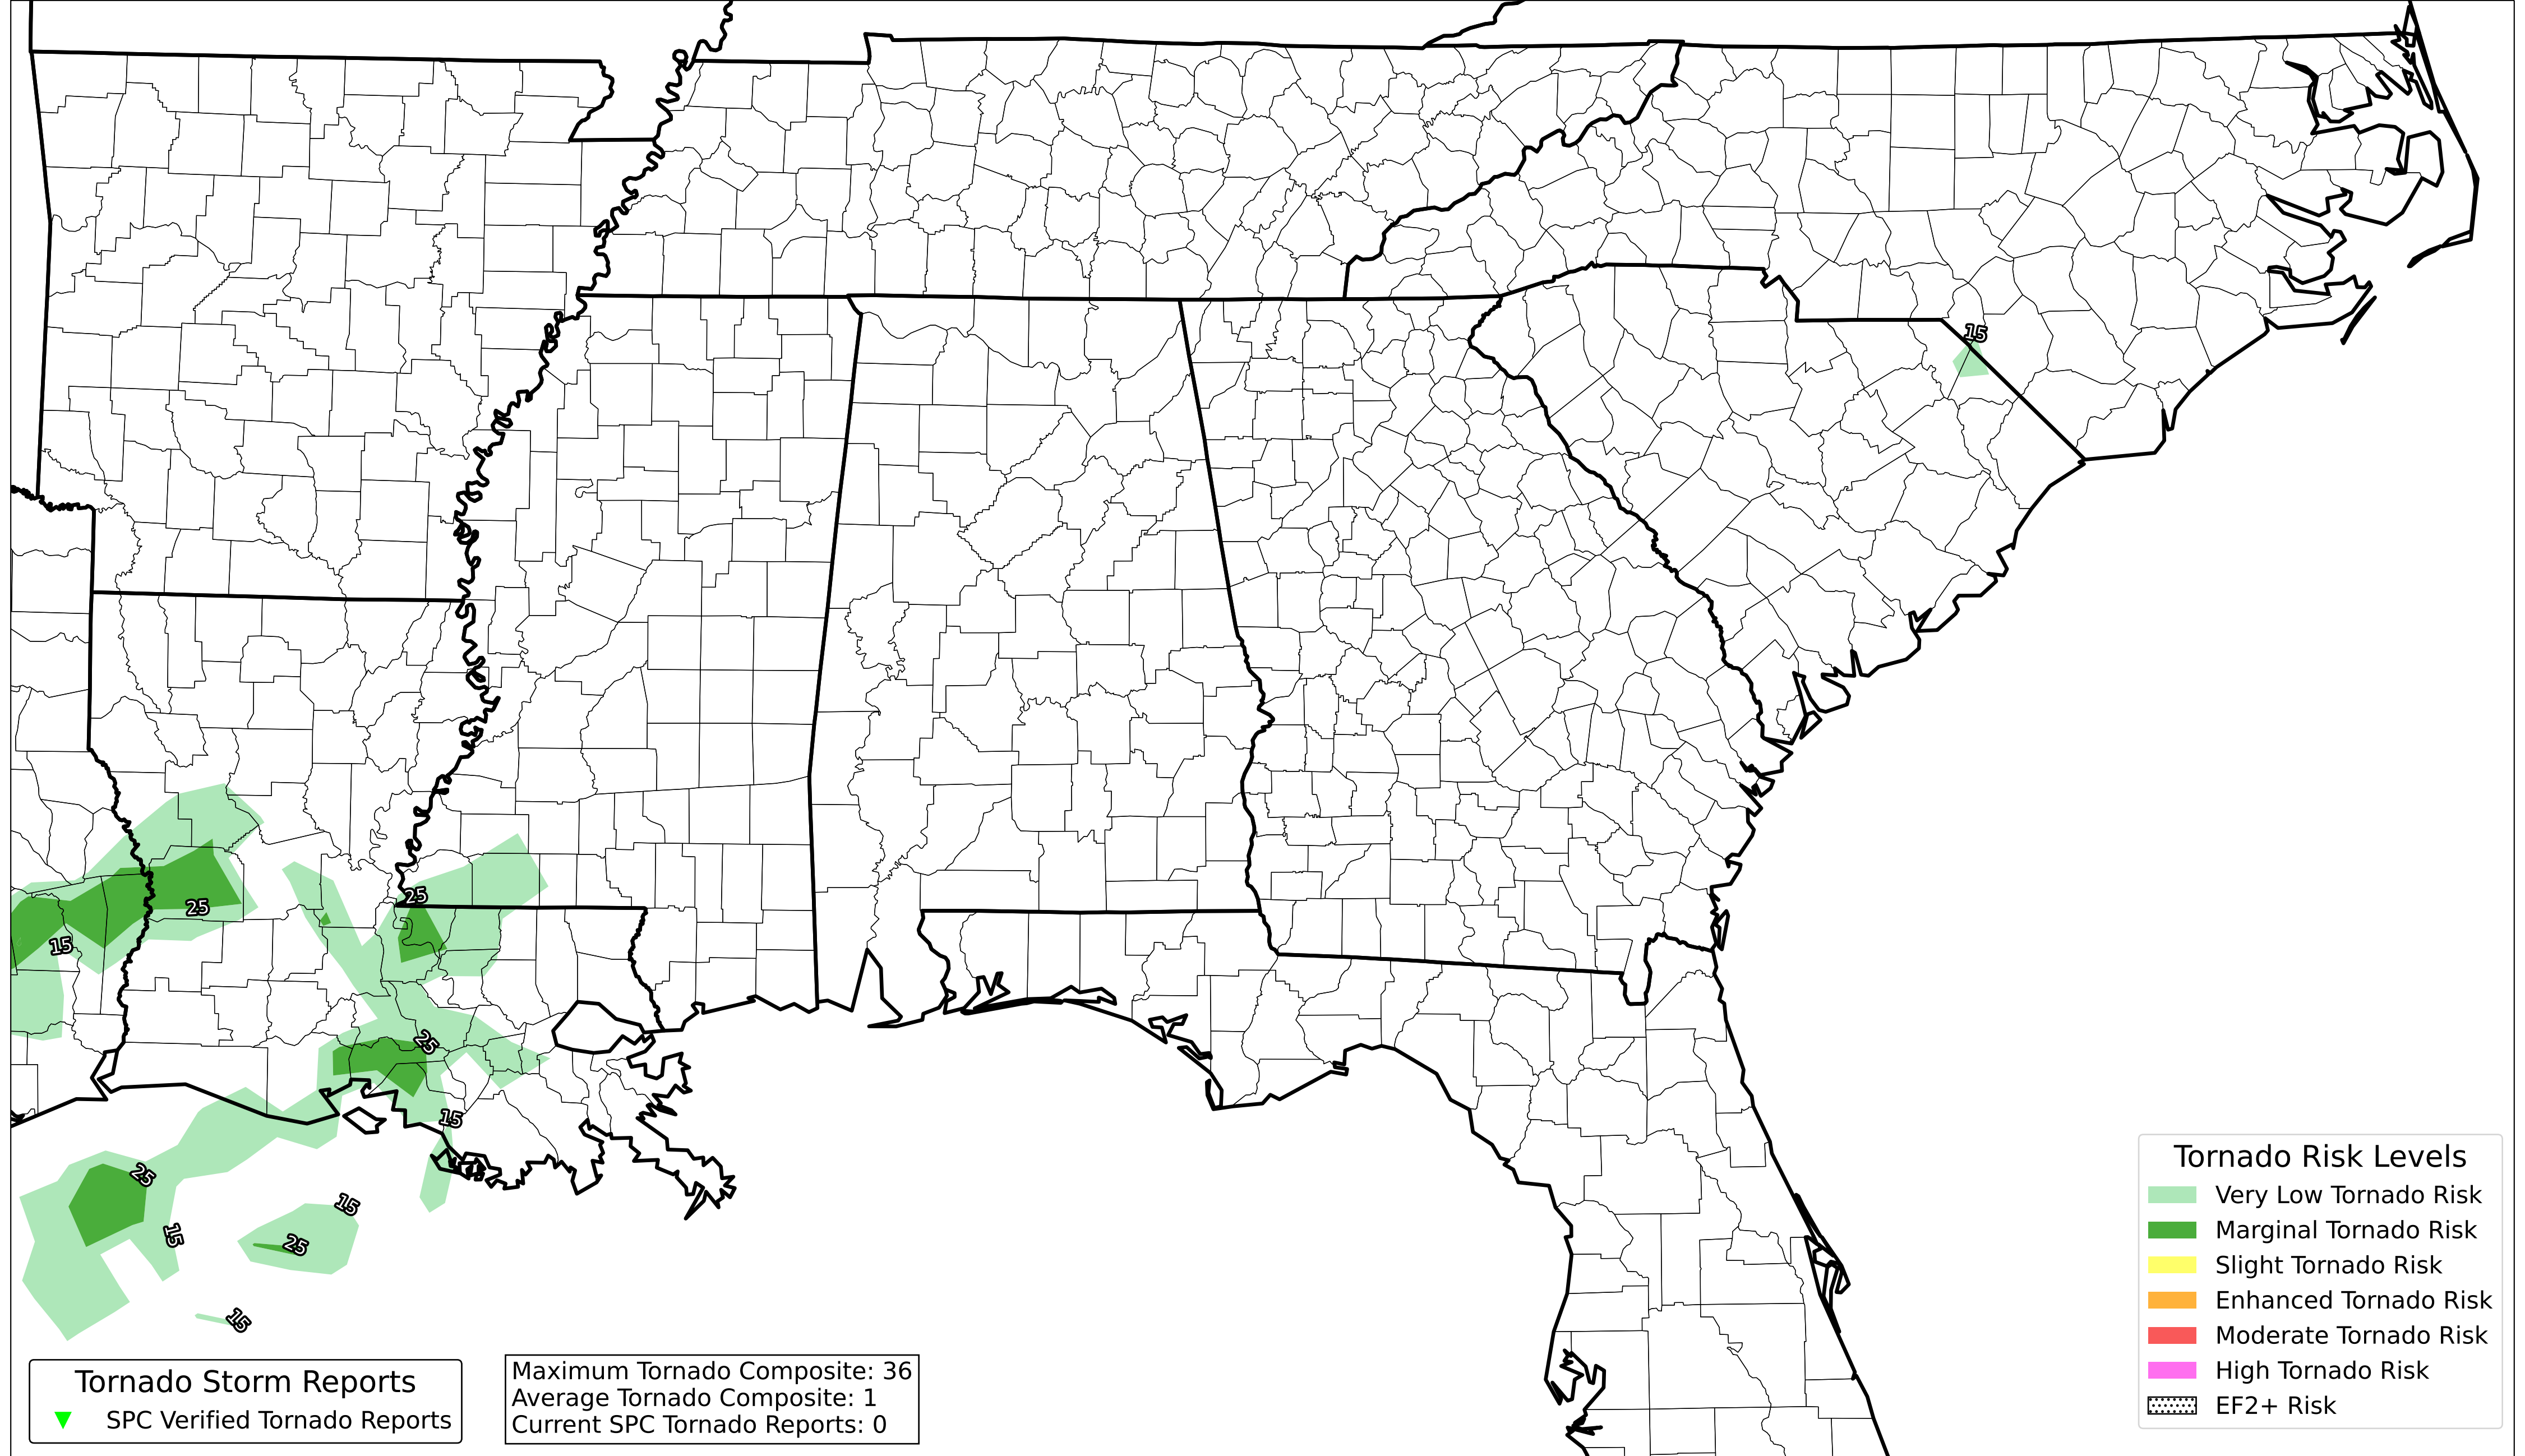 15
25
25
15
25
15
25
15
15
25
15
Tornado Risk Levels
Very Low Tornado Risk
Marginal Tornado Risk
Slight Tornado Risk
Enhanced Tornado Risk
Moderate Tornado Risk
High Tornado Risk
EF2+ Risk
Tornado Storm Reports
SPC Verified Tornado Reports
Maximum Tornado Composite: 36
Average Tornado Composite: 1
Current SPC Tornado Reports: 0